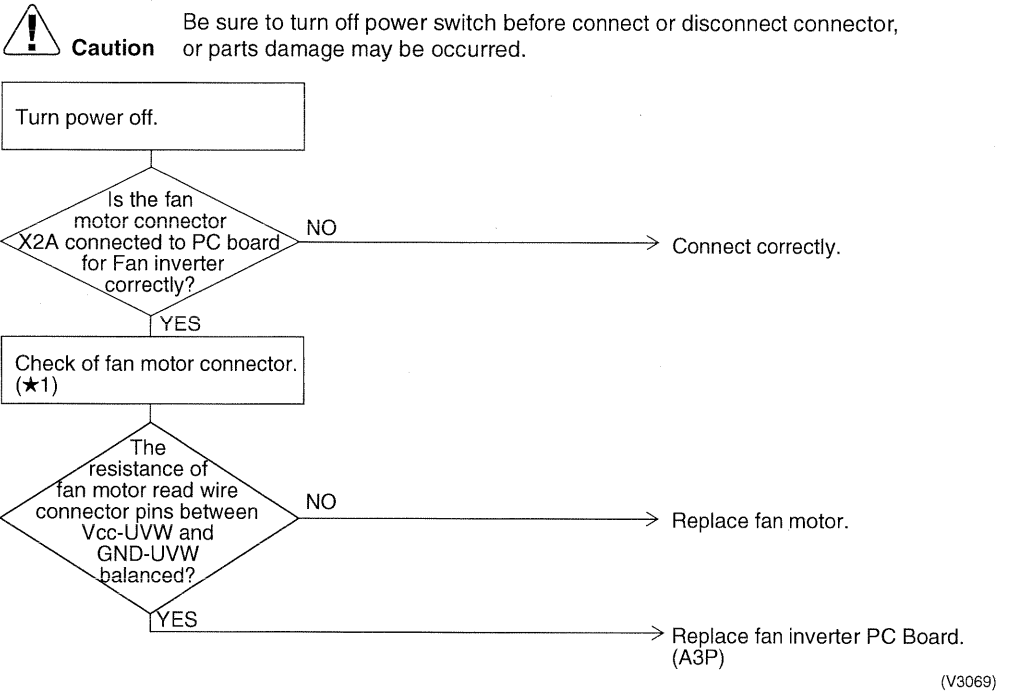 Caution
Be sure to turn off power switch before connect or disconnect connector,
or parts damage may be occurred.
Turn power off.
Is the fan
motor connector
X2A connected to PC board
for Fan inverter
correctly?
NO
Connect correctly.
YES
Check of fan motor connector.
(★1)
The
resistance of
fan motor read wire
connector pins between
Vcc-UVW and
GND-UVW
balanced?
NO
Replace fan motor.
YES
Replace fan inverter PC Board.
(A3P)
(V3069)